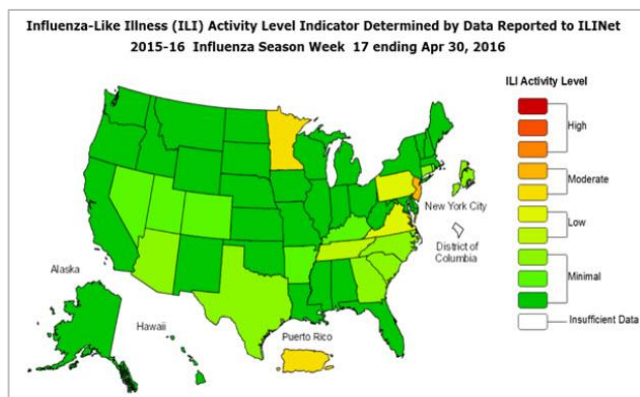 Influenza-Like Illness (ILI) Activity Level Indicator Determined by Data Reported to ILINet
2015-16 Influenza Season Week 17 ending Apr 30, 2016
ILI Activity Level
High
Moderate
Low
Minimal
Insufficient Data
New York City
District of
Columbia
Alaska
Hawaii
Puerto Rico